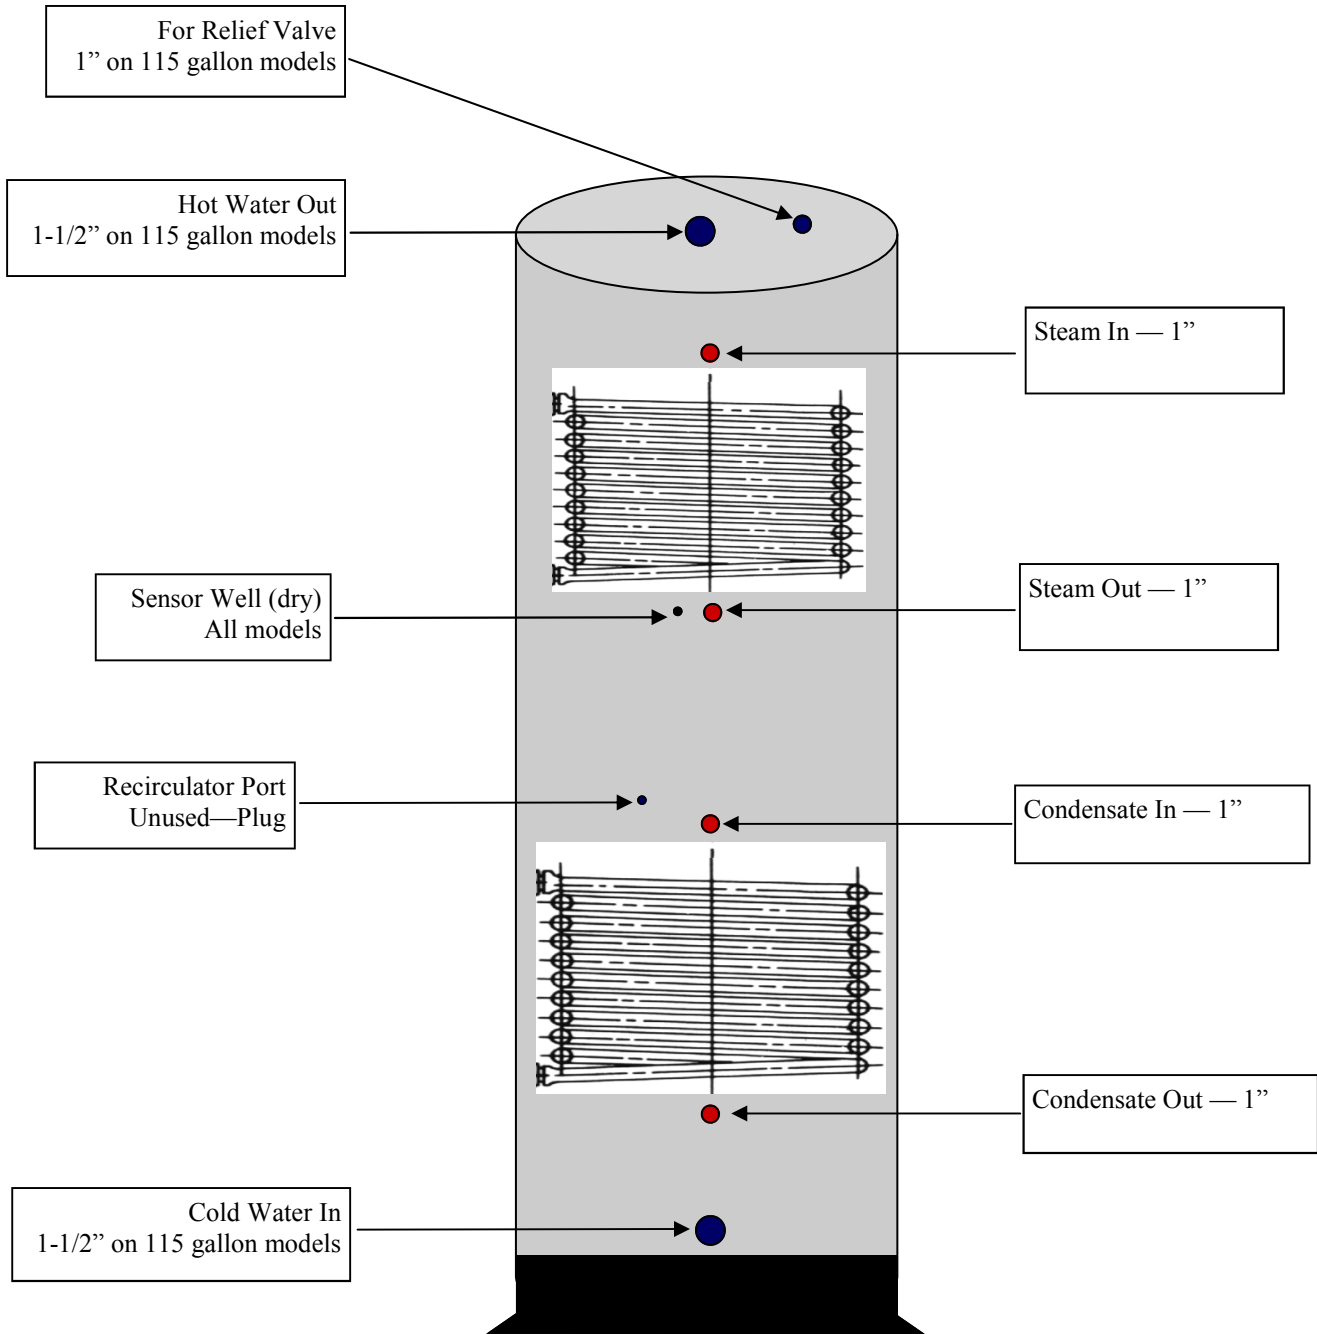 For Relief Valve
1” on 115 gallon models
Hot Water Out
1-1/2” on 115 gallon models
Steam In — 1”
Sensor Well (dry)
All models
Steam Out — 1”
Recirculator Port
Unused—Plug
Condensate In — 1”
Condensate Out — 1”
Cold Water In
1-1/2” on 115 gallon models